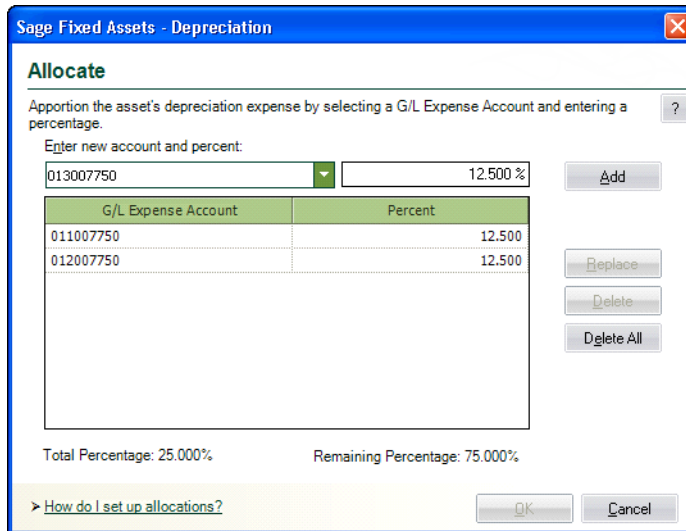 Sage Fixed Assets - Depreciation
Allocate
Apportion the asset's depreciation expense by selecting a G/L Expense Account and entering a
percentage.
?
Enter new account and percent:
013007750 12.500 % Add
G/L Expense Account Percent
011007750 12.500
012007750 12.500
Replace
Delete
Delete All
Total Percentage: 25.000% Remaining Percentage: 75.000%
➤ How do I set up allocations? OK Cancel